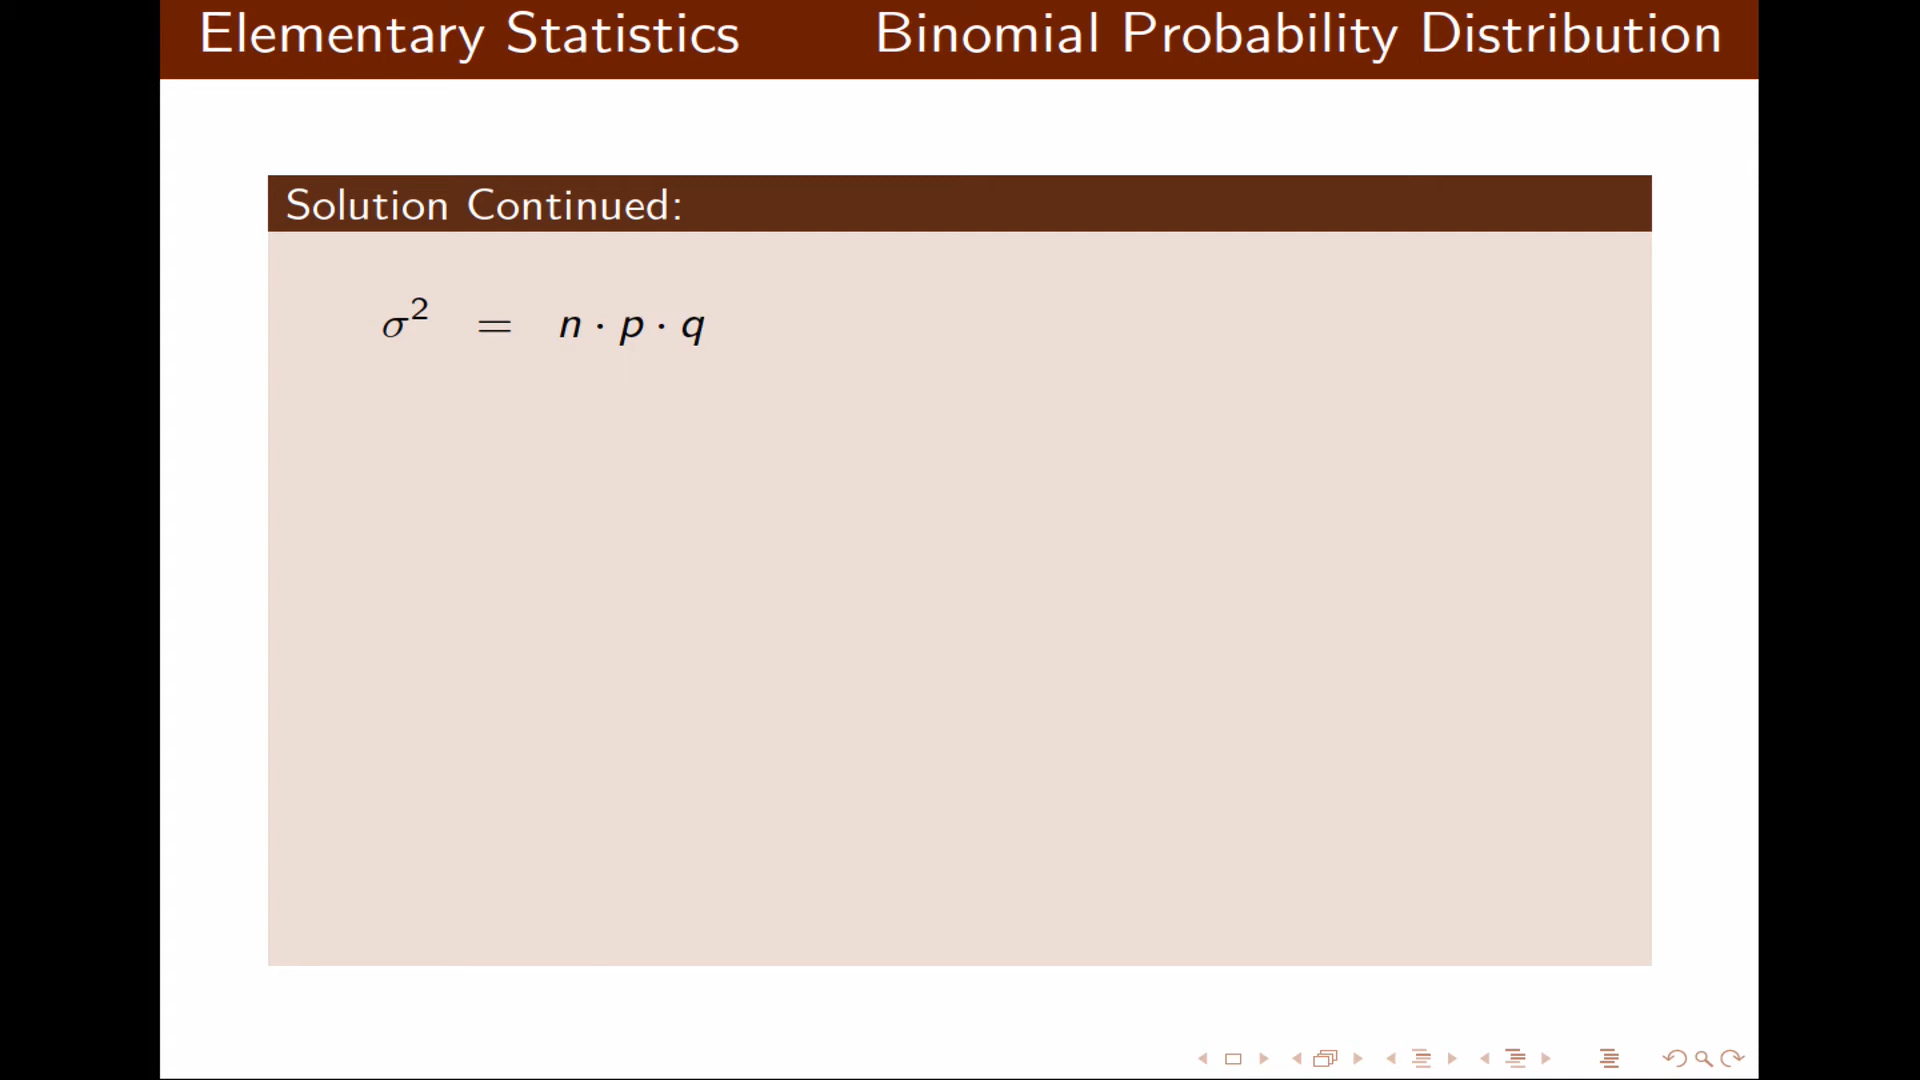 Elementary Statistics Binomial Probability Distribution
Solution Continued:
σ² = n · p · q